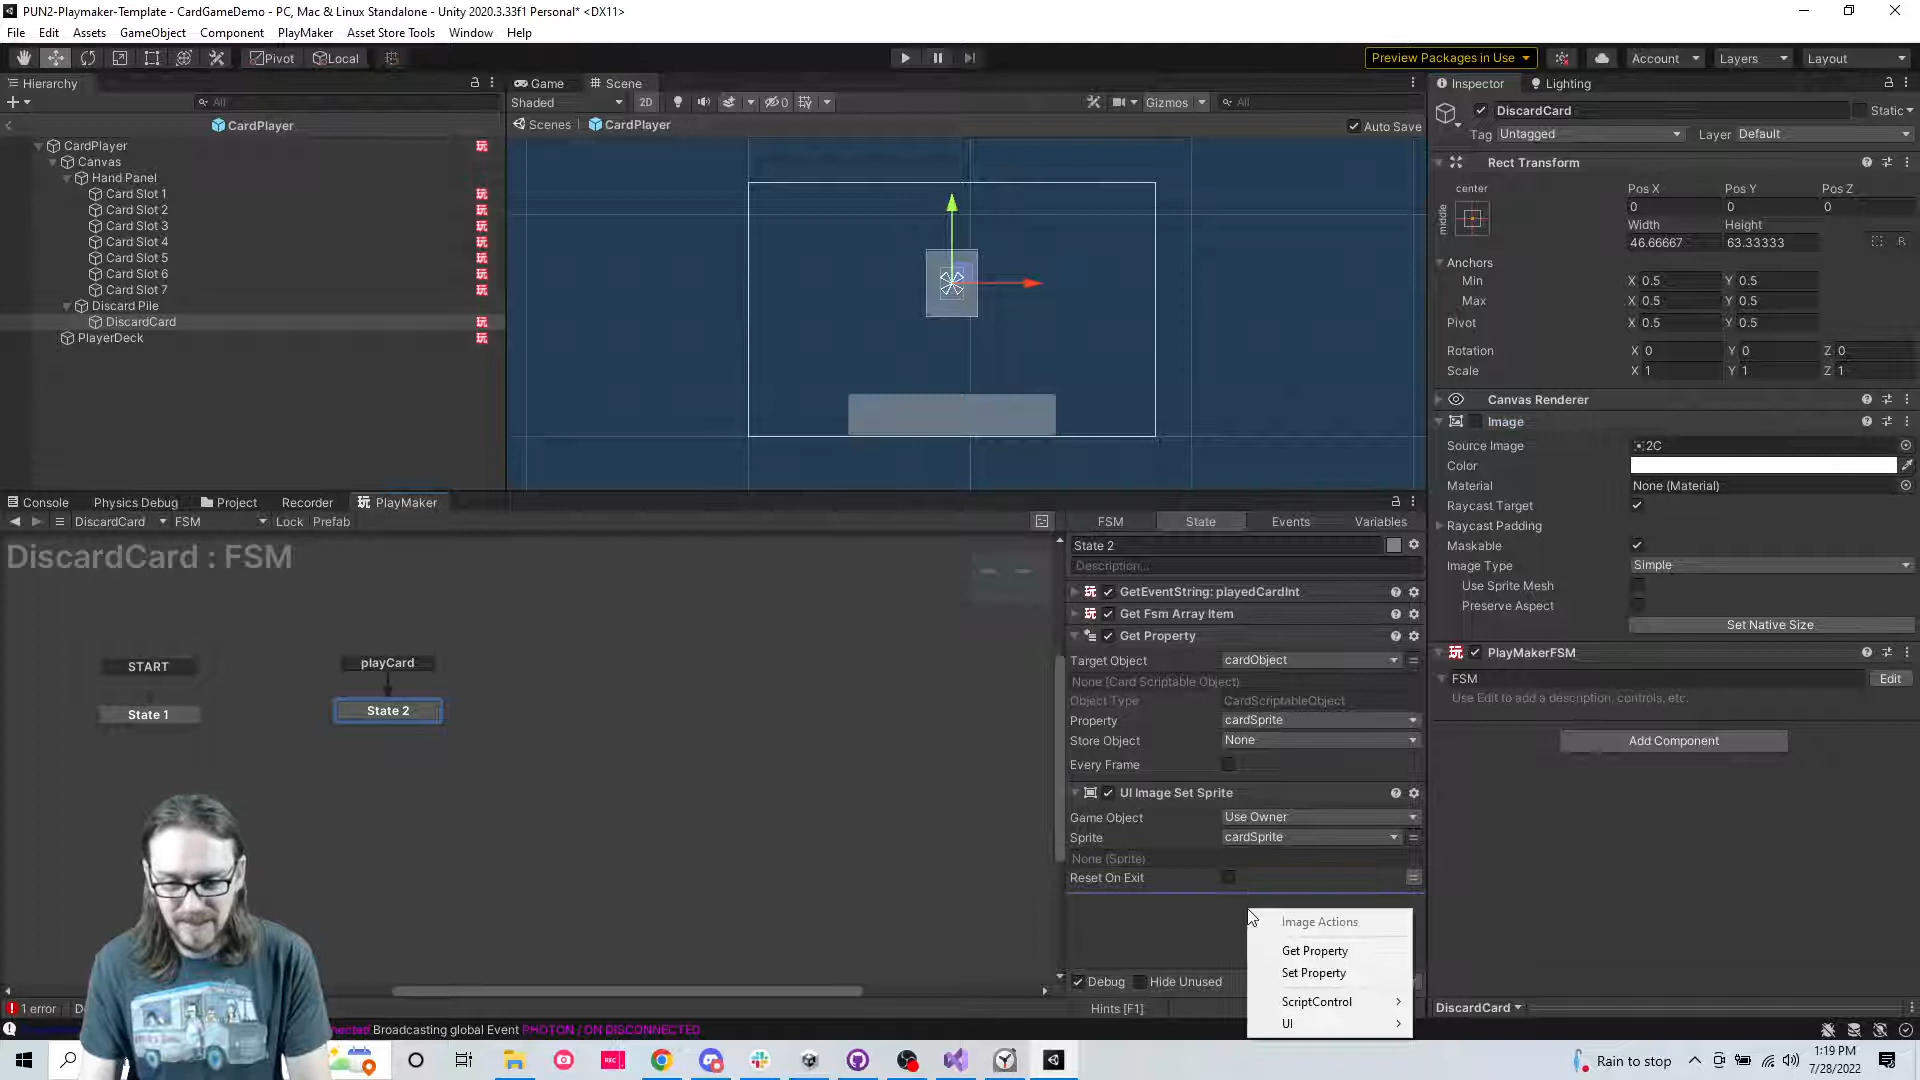 PUN2-Playmaker-Template - CardGameDemo - PC, Mac & Linux Standalone - Unity 2020.3.33f1 Personal* <DX11>
File Edit Assets GameObject Component PlayMaker Asset Store Tools Window Help
Pivot Local Preview Packages in Use Account Layers Layout
Hierarchy Game Scene Inspector Lighting
All Shaded 2D 0 Gizmos All DiscardCard Static
CardPlayer Scenes CardPlayer Auto Save Tag Untagged Layer Default
CardPlayer
Canvas
Hand Panel
Card Slot 1
Card Slot 2
Card Slot 3
Card Slot 4
Card Slot 5
Card Slot 6
Card Slot 7
Discard Pile
DiscardCard
PlayerDeck
Rect Transform
center Pos X Pos Y Pos Z
middle 0 0 0
Width Height
46.66667 63.33333 R
Anchors
Min X 0.5 Y 0.5
Max X 0.5 Y 0.5
Pivot X 0.5 Y 0.5
Rotation X 0 Y 0 Z 0
Scale X 1 Y 1 Z 1
Canvas Renderer
Image
Source Image 2C
Color
Material None (Material)
Raycast Target
Raycast Padding
Maskable
Image Type Simple
Use Sprite Mesh
Preserve Aspect
Set Native Size
PlayMakerFSM
FSM Edit
Use Edit to add a description, controls, etc.
Add Component
Console Physics Debug Project Recorder PlayMaker
DiscardCard FSM Lock Prefab
DiscardCard : FSM
START
State 1
playCard
State 2
FSM State Events Variables
State 2
Description...
GetEventString: playedCardInt
Get Fsm Array Item
Get Property
Target Object cardObject
None (Card Scriptable Object)
Object Type CardScriptableObject
Property cardSprite
Store Object None
Every Frame
UI Image Set Sprite
Game Object Use Owner
Sprite cardSprite
None (Sprite)
Reset On Exit
Image Actions
Get Property
Set Property
ScriptControl
UI
Debug Hide Unused
1 error Hints [F1] DiscardCard
Broadcasting global Event PHOTON / ON DISCONNECTED
REC
Rain to stop 1:19 PM
7/28/2022